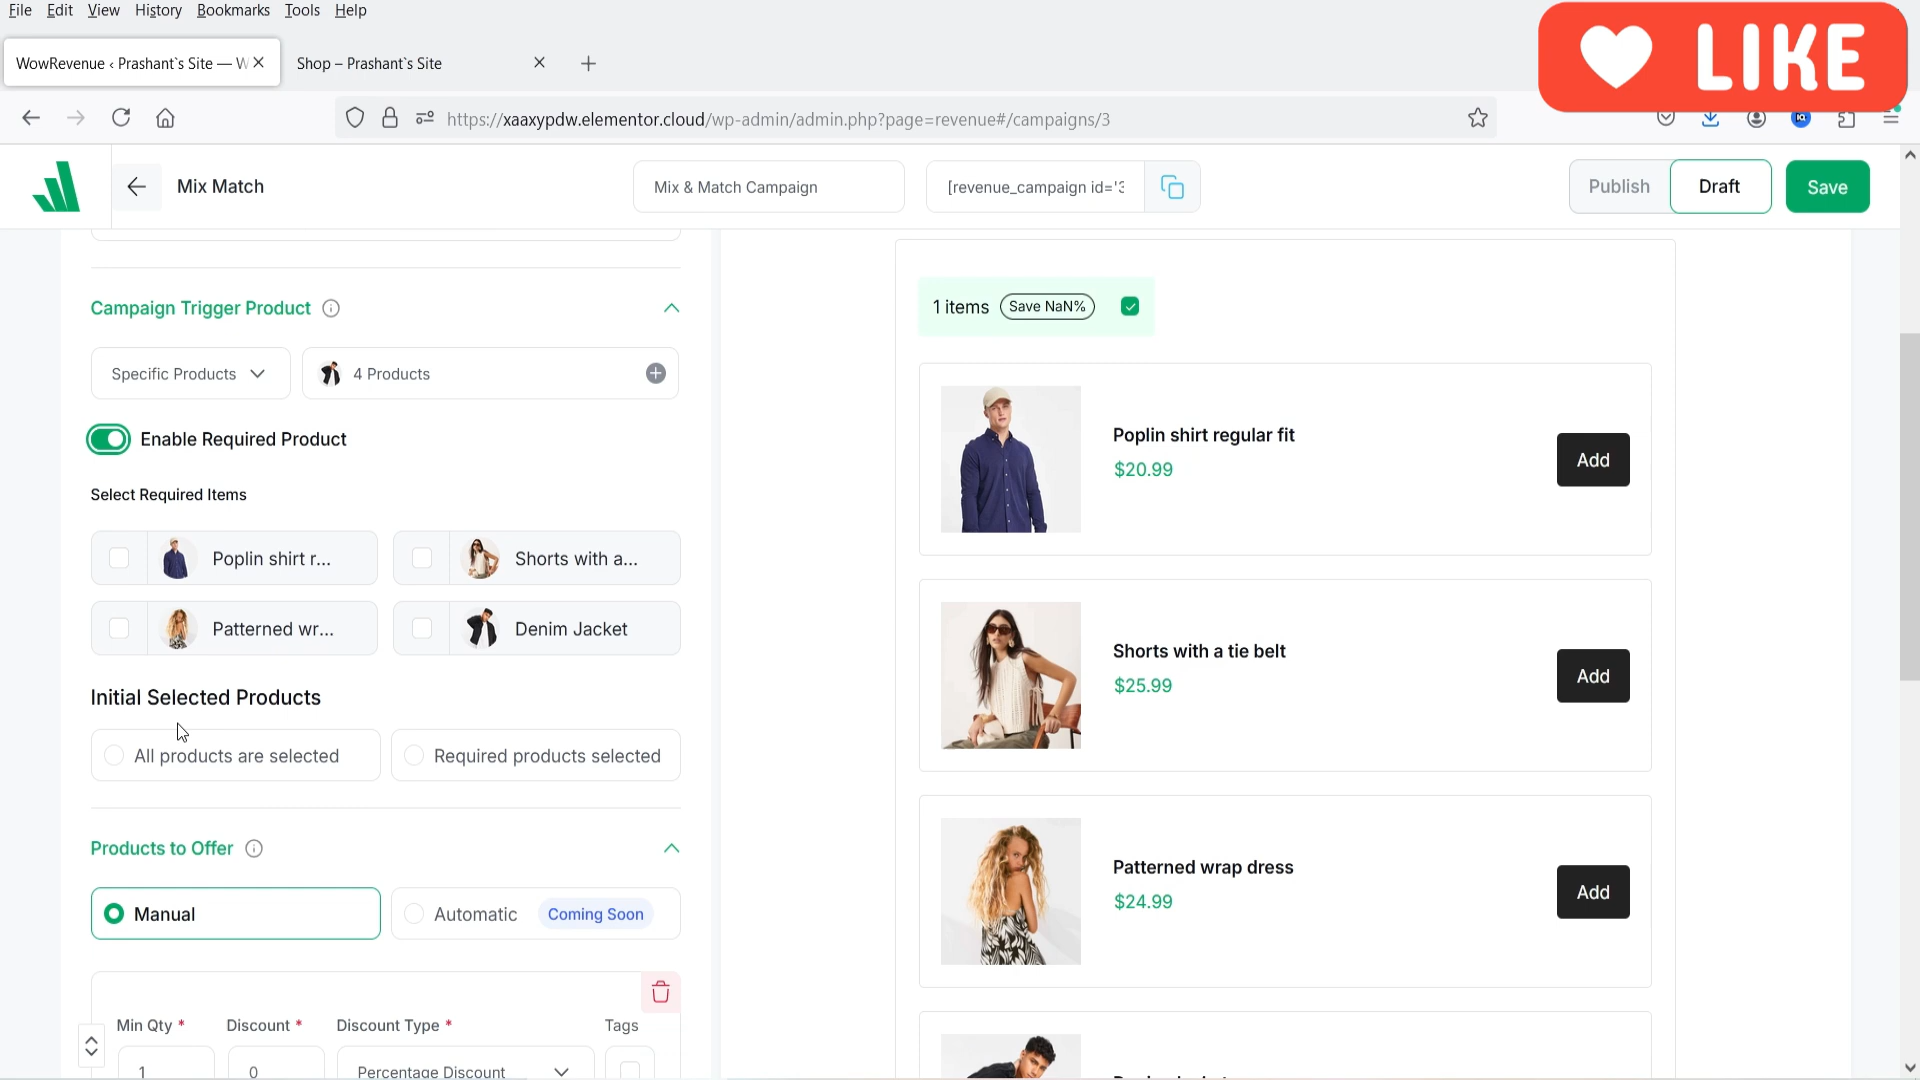 File Edit View History Bookmarks Tools Help
LIKE
WowRevenue ‹ Prashant`s Site — W
Shop – Prashant`s Site
https://xaaxypdw.elementor.cloud/wp-admin/admin.php?page=revenue#/campaigns/3
Mix Match
Mix & Match Campaign
[revenue_campaign id='3
Publish
Draft
Save
Campaign Trigger Product
Specific Products
4 Products
Enable Required Product
Select Required Items
Poplin shirt r...
Shorts with a...
Patterned wr...
Denim Jacket
Initial Selected Products
All products are selected
Required products selected
Products to Offer
Manual
Automatic Coming Soon
Min Qty * Discount * Discount Type * Tags
1 0 Percentage Discount
1 items Save NaN%
Poplin shirt regular fit
$20.99
Add
Shorts with a tie belt
$25.99
Add
Patterned wrap dress
$24.99
Add